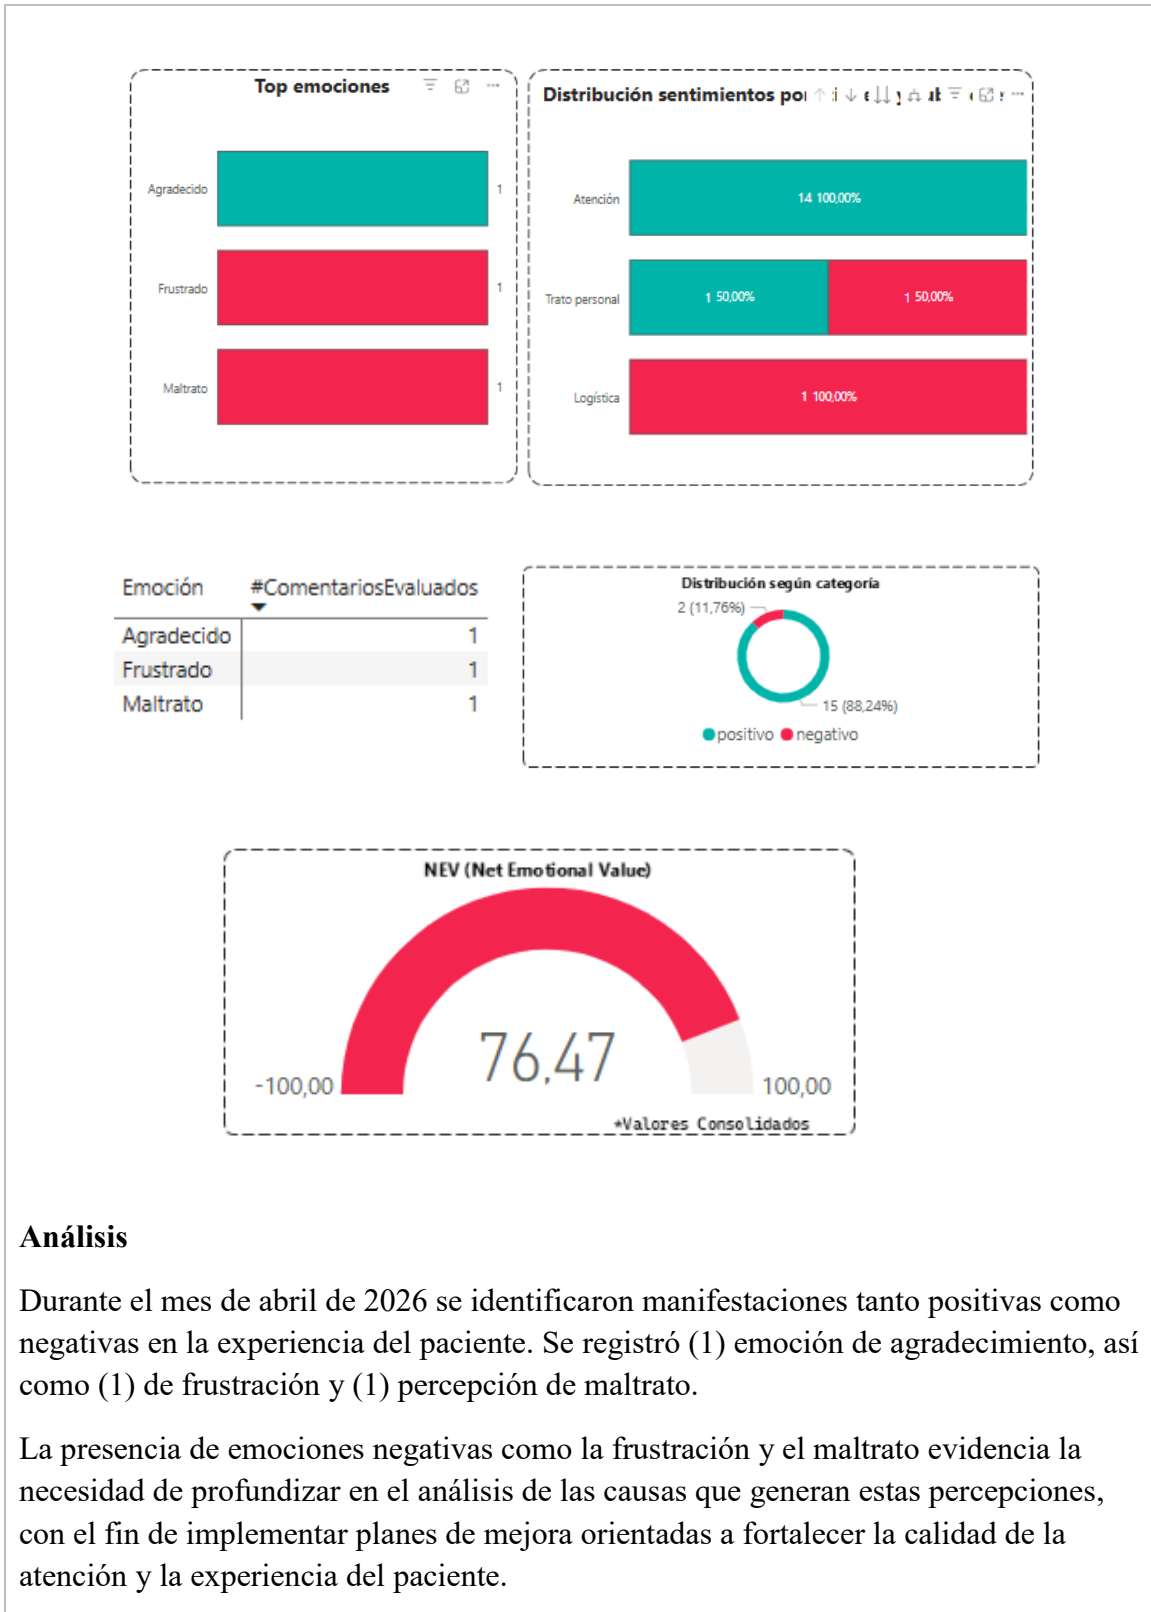 Top emociones
Agradecido
1
Frustrado
1
Maltrato
1
Distribución sentimientos por
Atención
14 100,00%
Trato personal
1 50,00%
1 50,00%
Logística
1 100,00%
Emoción #ComentariosEvaluados
Agradecido 1
Frustrado 1
Maltrato 1
Distribución según categoría
2 (11,76%)
15 (88,24%)
positivo negativo
NEV (Net Emotional Value)
76,47
-100,00
100,00
*Valores Consolidados
Análisis
Durante el mes de abril de 2026 se identificaron manifestaciones tanto positivas como
negativas en la experiencia del paciente. Se registró (1) emoción de agradecimiento, así
como (1) de frustración y (1) percepción de maltrato.
La presencia de emociones negativas como la frustración y el maltrato evidencia la
necesidad de profundizar en el análisis de las causas que generan estas percepciones,
con el fin de implementar planes de mejora orientadas a fortalecer la calidad de la
atención y la experiencia del paciente.